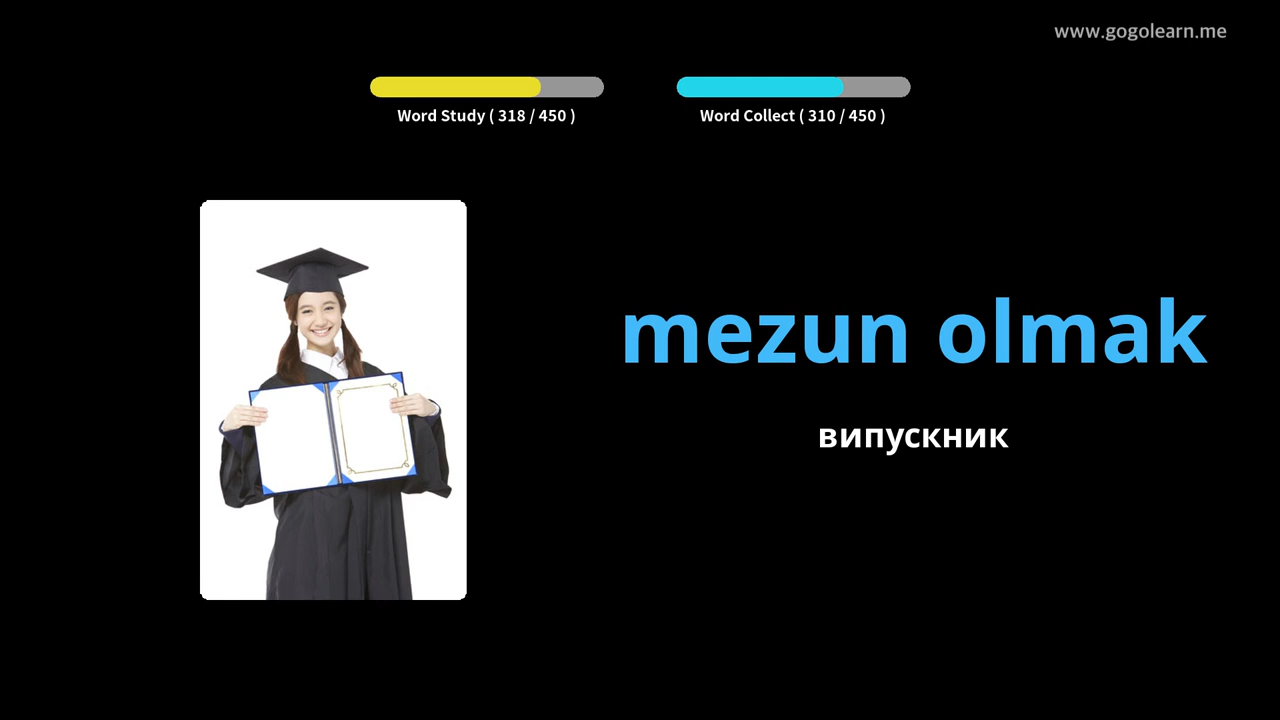 www.gogolearn.me
Word Study ( 318 / 450 )
Word Collect ( 310 / 450 )
mezun olmak
випускник